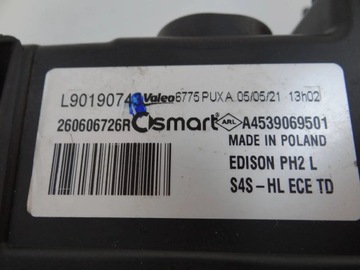 L9019074 Valeo 6775 PUX A 05/05/21 13h02
260606726R smart ARL A4539069501
MADE IN POLAND
EDISON PH2 L
S4S-HL ECE TD